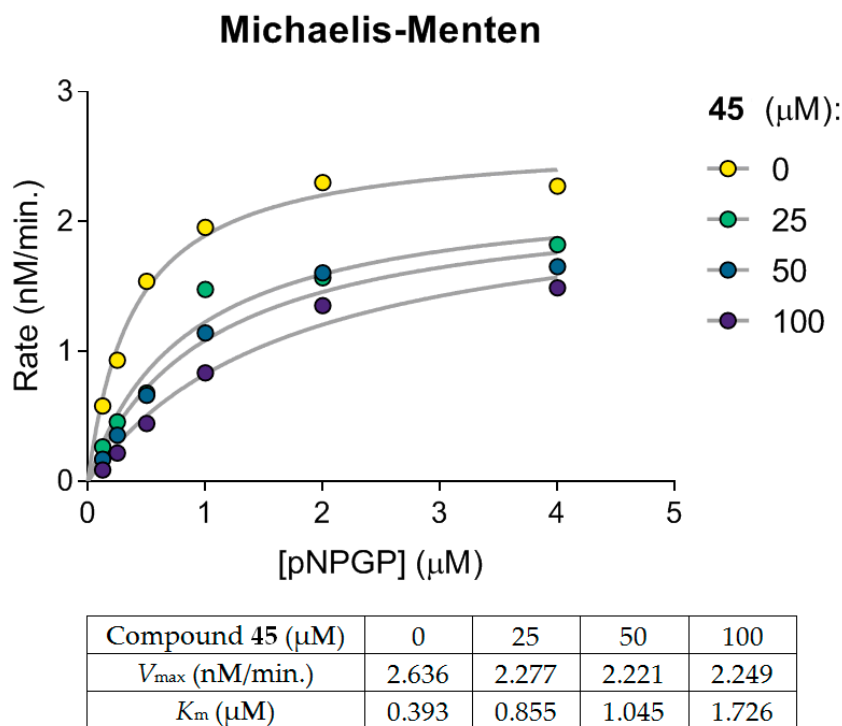 Michaelis-Menten
45 (μM):
0
25
50
100
Rate (nM/min.)
3
2
1
0
0 1 2 3 4 5
[pNPGP] (μM)
Compound 45 (μM) 0 25 50 100
Vmax (nM/min.) 2.636 2.277 2.221 2.249
Km (μM) 0.393 0.855 1.045 1.726